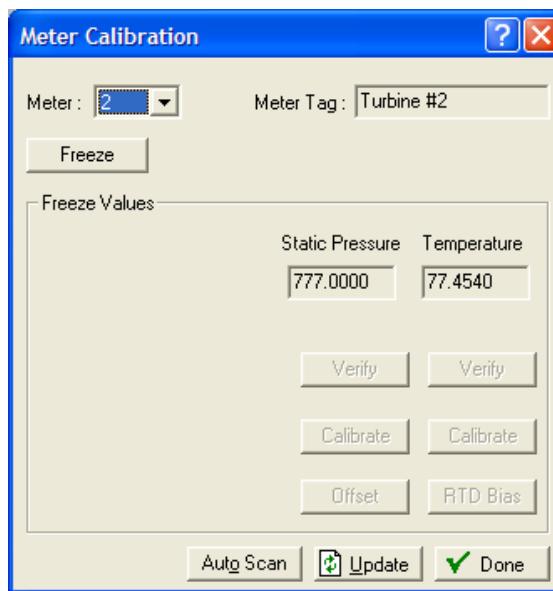 Meter Calibration
Meter : 2 Meter Tag : Turbine #2
Freeze
Freeze Values
Static Pressure Temperature
777.0000 77.4540
Verify Verify
Calibrate Calibrate
Offset RTD Bias
Auto Scan Update Done